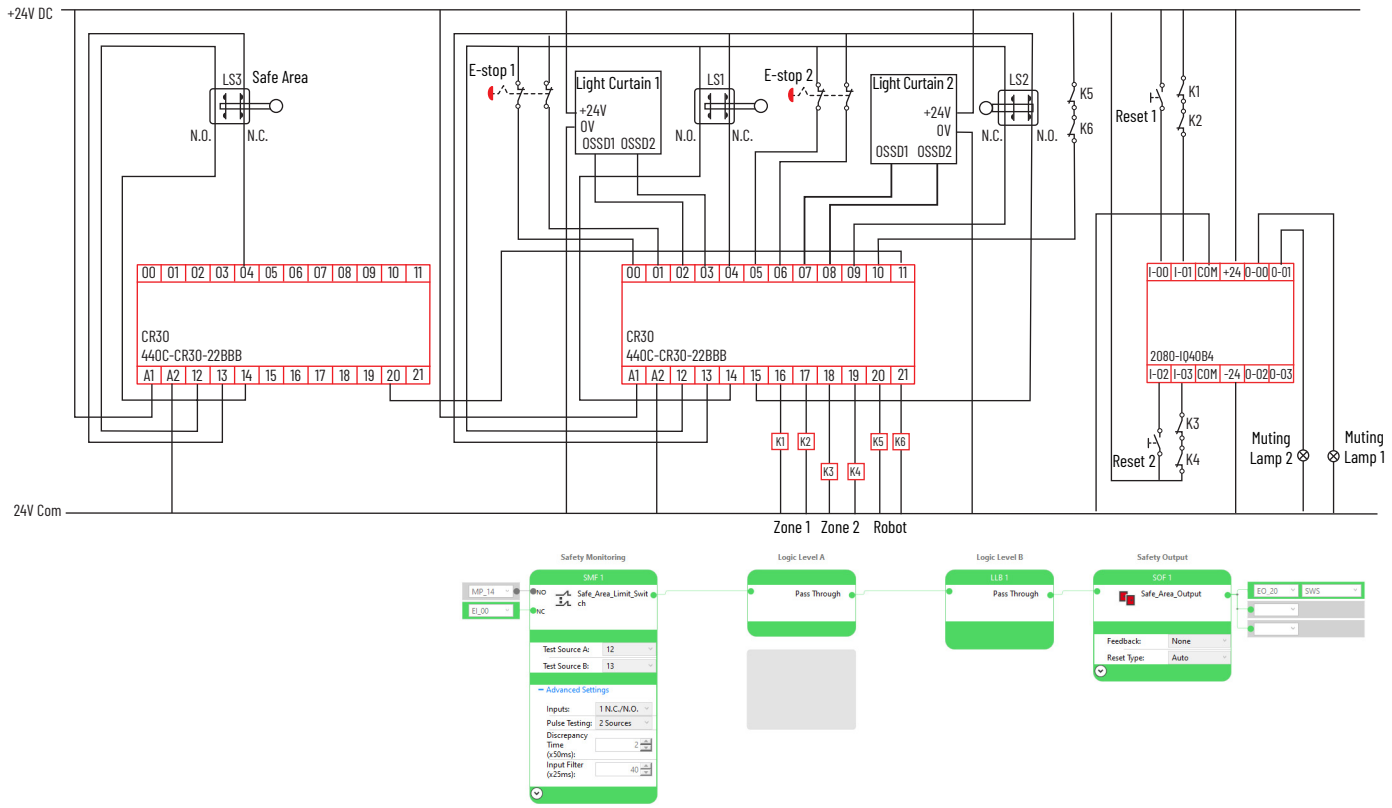 +24V DC
LS3 Safe Area
N.O. N.C.
E-stop 1
Light Curtain 1
+24V
0V
OSSD1 OSSD2
LS1
N.O. N.C.
E-stop 2
Light Curtain 2
+24V
0V
OSSD1 OSSD2
LS2
N.C. N.O.
K5
K6
Reset 1
K1
K2
00 01 02 03 04 05 06 07 08 09 10 11
CR30
440C-CR30-22BBB
A1 A2 12 13 14 15 16 17 18 19 20 21
00 01 02 03 04 05 06 07 08 09 10 11
CR30
440C-CR30-22BBB
A1 A2 12 13 14 15 16 17 18 19 20 21
I-00 I-01 COM +24 O-00 O-01
2080-IQ40B4
I-02 I-03 COM -24 O-02 O-03
K1 K2 K3 K4 K5 K6
Reset 2
K3
K4
Muting
Lamp 2
Muting
Lamp 1
24V Com
Zone 1 Zone 2 Robot
Safety Monitoring Logic Level A Logic Level B Safety Output
MP_14
EI_00
SMF 1
NO
NC
Safe_Area_Limit_Swit
ch
Test Source A: 12
Test Source B: 13
Advanced Settings
Inputs: 1 N.C./N.O.
Pulse Testing: 2 Sources
Discrepancy
Time
(x50ms): 2
Input Filter
(x25ms): 40
Pass Through
LLB 1
Pass Through
SOF 1
Safe_Area_Output
Feedback: None
Reset Type: Auto
EO_20 SWS